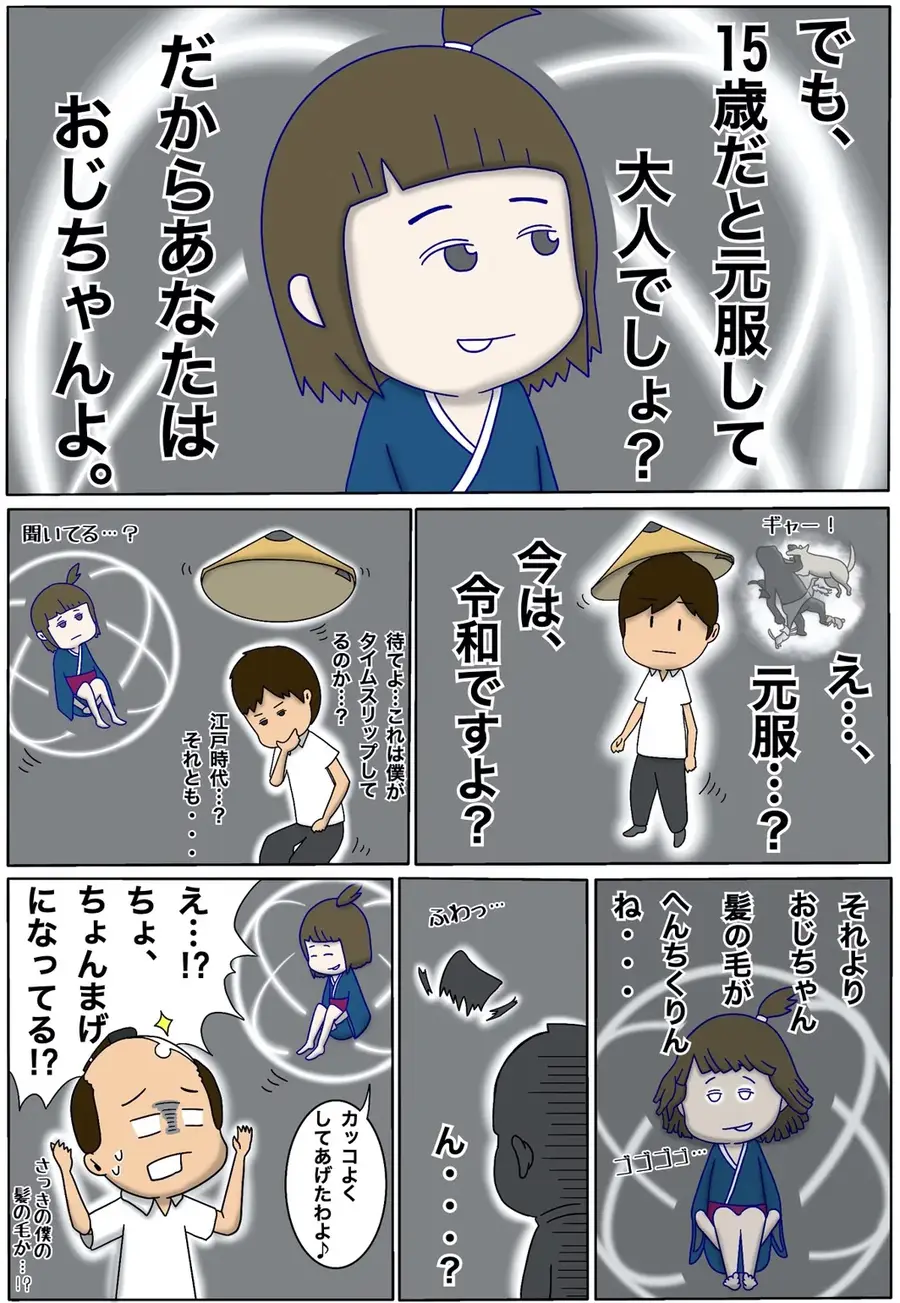 でも、
15歳だと元服して
大人でしょ？
だからあなたは
おじちゃんよ。
ギャー！
え…、
元服…？
今は、
令和ですよ？
待てよ…これは僕が
タイムスリップして
るのか…？
江戸時代…？
それとも・・・
聞いてる…？
それより
おじちゃん
髪の毛が
へんちくりん
ね・・・
ゴゴゴゴ…
ふわっ…
ん・・・・？
カッコよく
してあげたわよ♪
え…!?
ちょ、
ちょんまげ
になってる!?
さっきの僕の
髪の毛か…!?